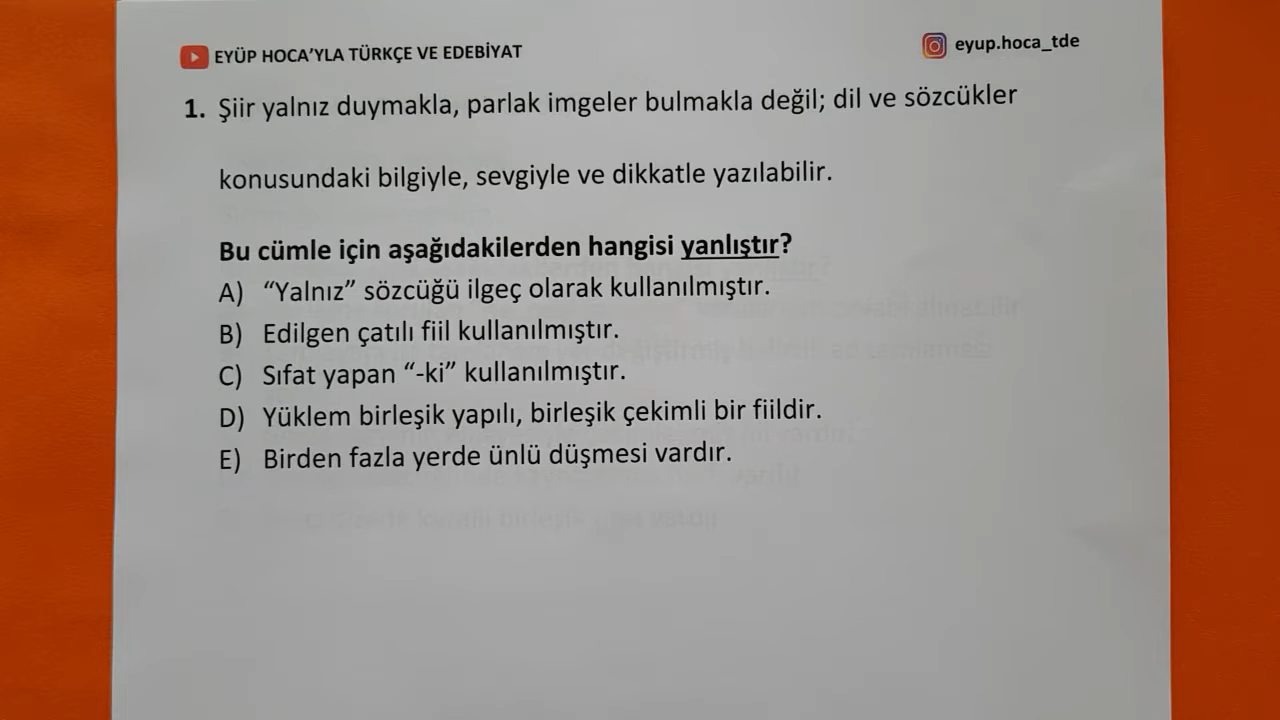 EYÜP HOCA'YLA TÜRKÇE VE EDEBİYAT
eyup.hoca_tde
1. Şiir yalnız duymakla, parlak imgeler bulmakla değil; dil ve sözcükler
konusundaki bilgiyle, sevgiyle ve dikkatle yazılabilir.
Bu cümle için aşağıdakilerden hangisi yanlıştır?
A) “Yalnız” sözcüğü ilgeç olarak kullanılmıştır.
B) Edilgen çatılı fiil kullanılmıştır.
C) Sıfat yapan “-ki” kullanılmıştır.
D) Yüklem birleşik yapılı, birleşik çekimli bir fiildir.
E) Birden fazla yerde ünlü düşmesi vardır.